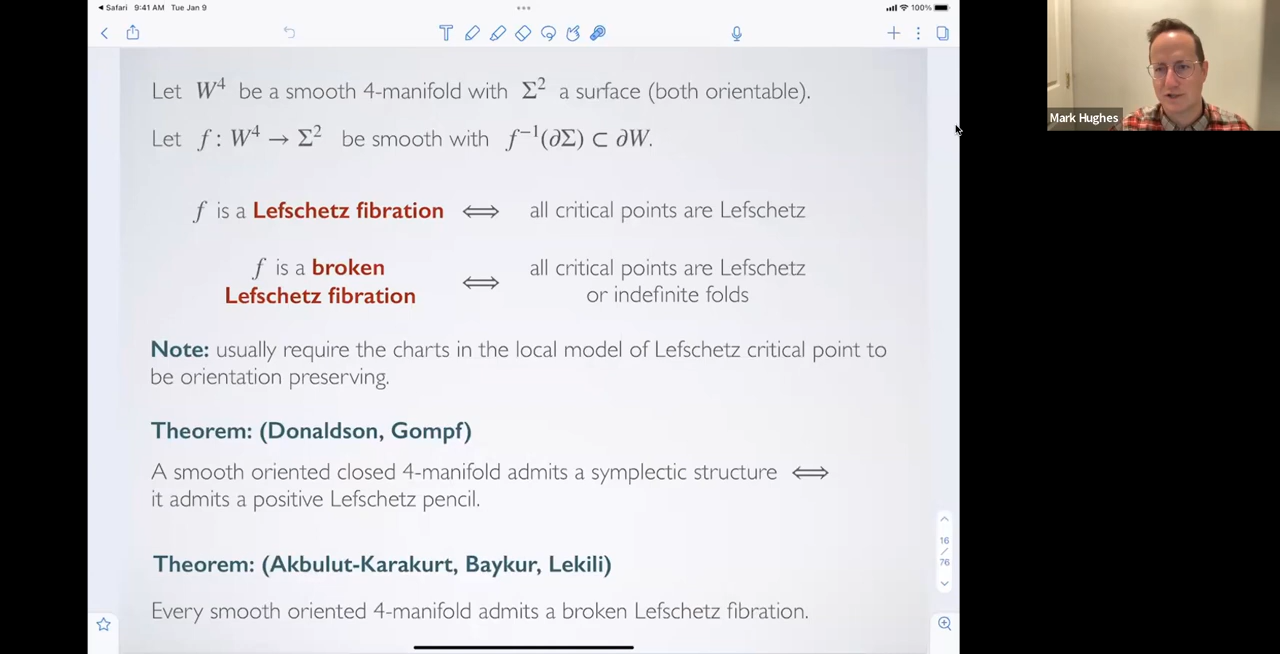 Safari 9:41 AM Tue Jan 9
100%
Let W⁴ be a smooth 4-manifold with Σ² a surface (both orientable).
Let f : W⁴ → Σ² be smooth with f⁻¹(∂Σ) ⊂ ∂W.
f is a Lefschetz fibration ⟺ all critical points are Lefschetz
f is a broken
Lefschetz fibration
⟺
all critical points are Lefschetz
or indefinite folds
Note: usually require the charts in the local model of Lefschetz critical point to
be orientation preserving.
Theorem: (Donaldson, Gompf)
A smooth oriented closed 4-manifold admits a symplectic structure ⟺
it admits a positive Lefschetz pencil.
Theorem: (Akbulut-Karakurt, Baykur, Lekili)
Every smooth oriented 4-manifold admits a broken Lefschetz fibration.
16
/
76
Mark Hughes